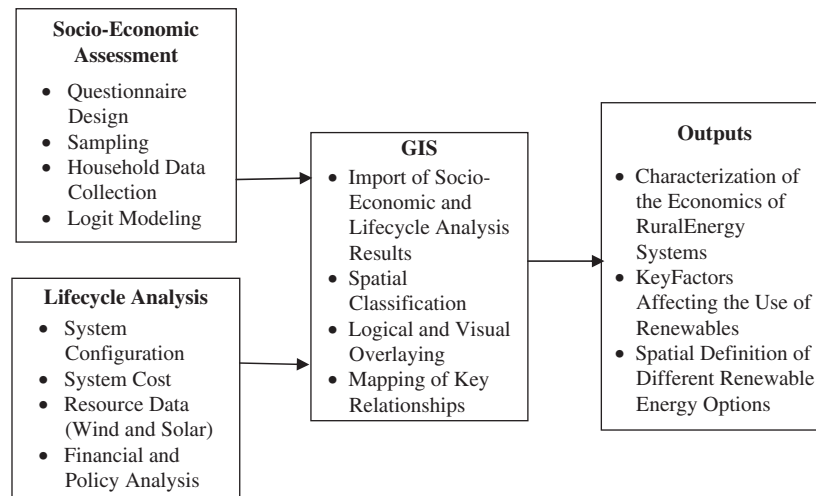 Socio-Economic
Assessment
• Questionnaire
Design
• Sampling
• Household Data
Collection
• Logit Modeling
Lifecycle Analysis
• System
Configuration
• System Cost
• Resource Data
(Wind and Solar)
• Financial and
Policy Analysis
GIS
• Import of Socio-
Economic and
Lifecycle Analysis
Results
• Spatial
Classification
• Logical and Visual
Overlaying
• Mapping of Key
Relationships
Outputs
• Characterization of
the Economics of
RuralEnergy
Systems
• KeyFactors
Affecting the Use of
Renewables
• Spatial Definition of
Different Renewable
Energy Options